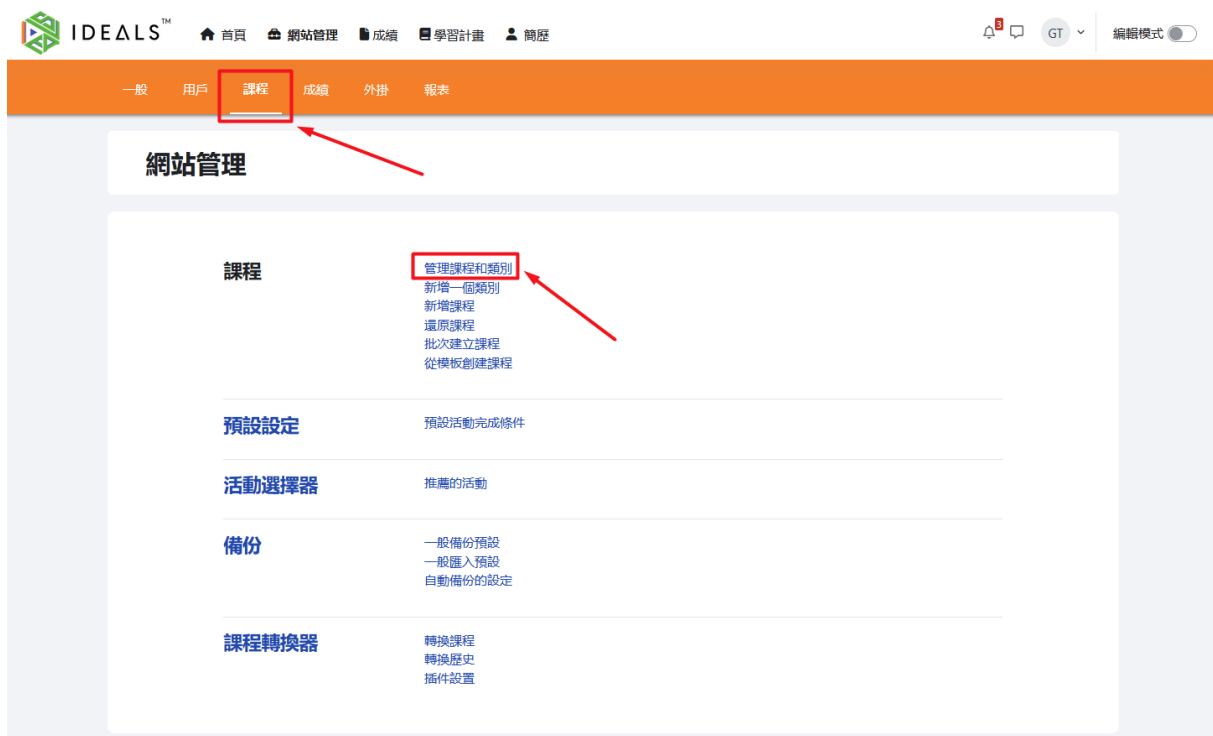 IDEALS™ 首頁 網站管理 成績 學習計畫 簡歷 3 GT 編輯模式
一般 用戶 課程 成績 外掛 報表
網站管理
課程
管理課程和類別
新增一個類別
新增課程
還原課程
批次建立課程
從模板創建課程
預設設定
預設活動完成條件
活動選擇器
推薦的活動
備份
一般備份預設
一般匯入預設
自動備份的設定
課程轉換器
轉換課程
轉換歷史
插件設置